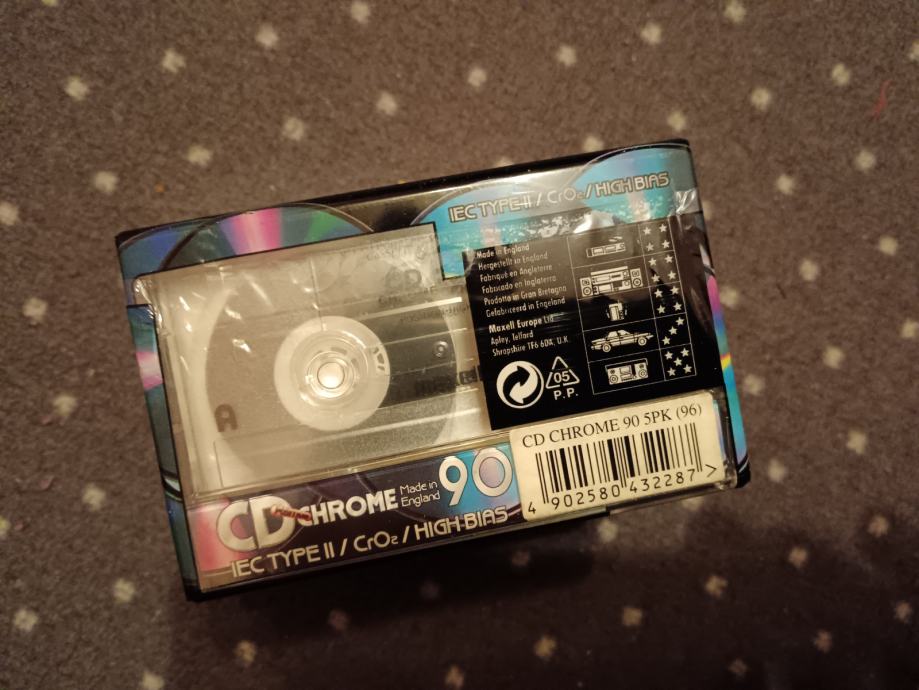 IEC TYPE II / CrO₂ / HIGH BIAS
Made in England
Hergestellt in England
Fabriqué en Angleterre
Fabricado en Inglaterra
Prodotto in Gran Bretagna
Gefabriceerd in Engeland
Maxell Europe Ltd
Apley, Telford
Shropshire TF6 6DA, U.K.
05
P.P.
A
CD CHROME 90 5PK (96)
4 902580 432287 >
CD CHROME Made in England 90
IEC TYPE II / CrO₂ / HIGH BIAS